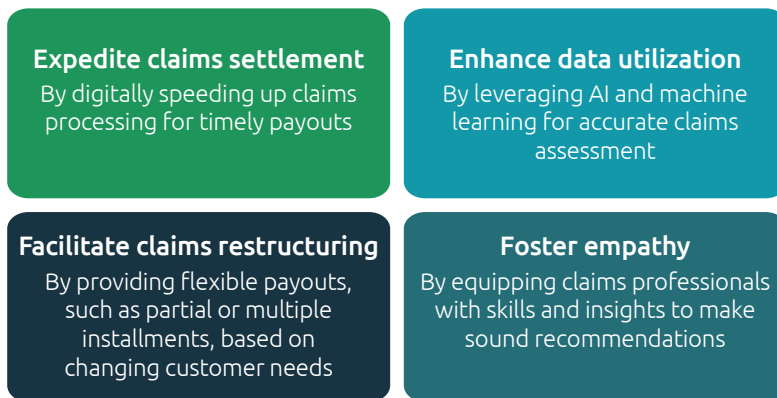 Expedite claims settlement
By digitally speeding up claims
processing for timely payouts
Enhance data utilization
By leveraging AI and machine
learning for accurate claims
assessment
Facilitate claims restructuring
By providing flexible payouts,
such as partial or multiple
installments, based on
changing customer needs
Foster empathy
By equipping claims professionals
with skills and insights to make
sound recommendations